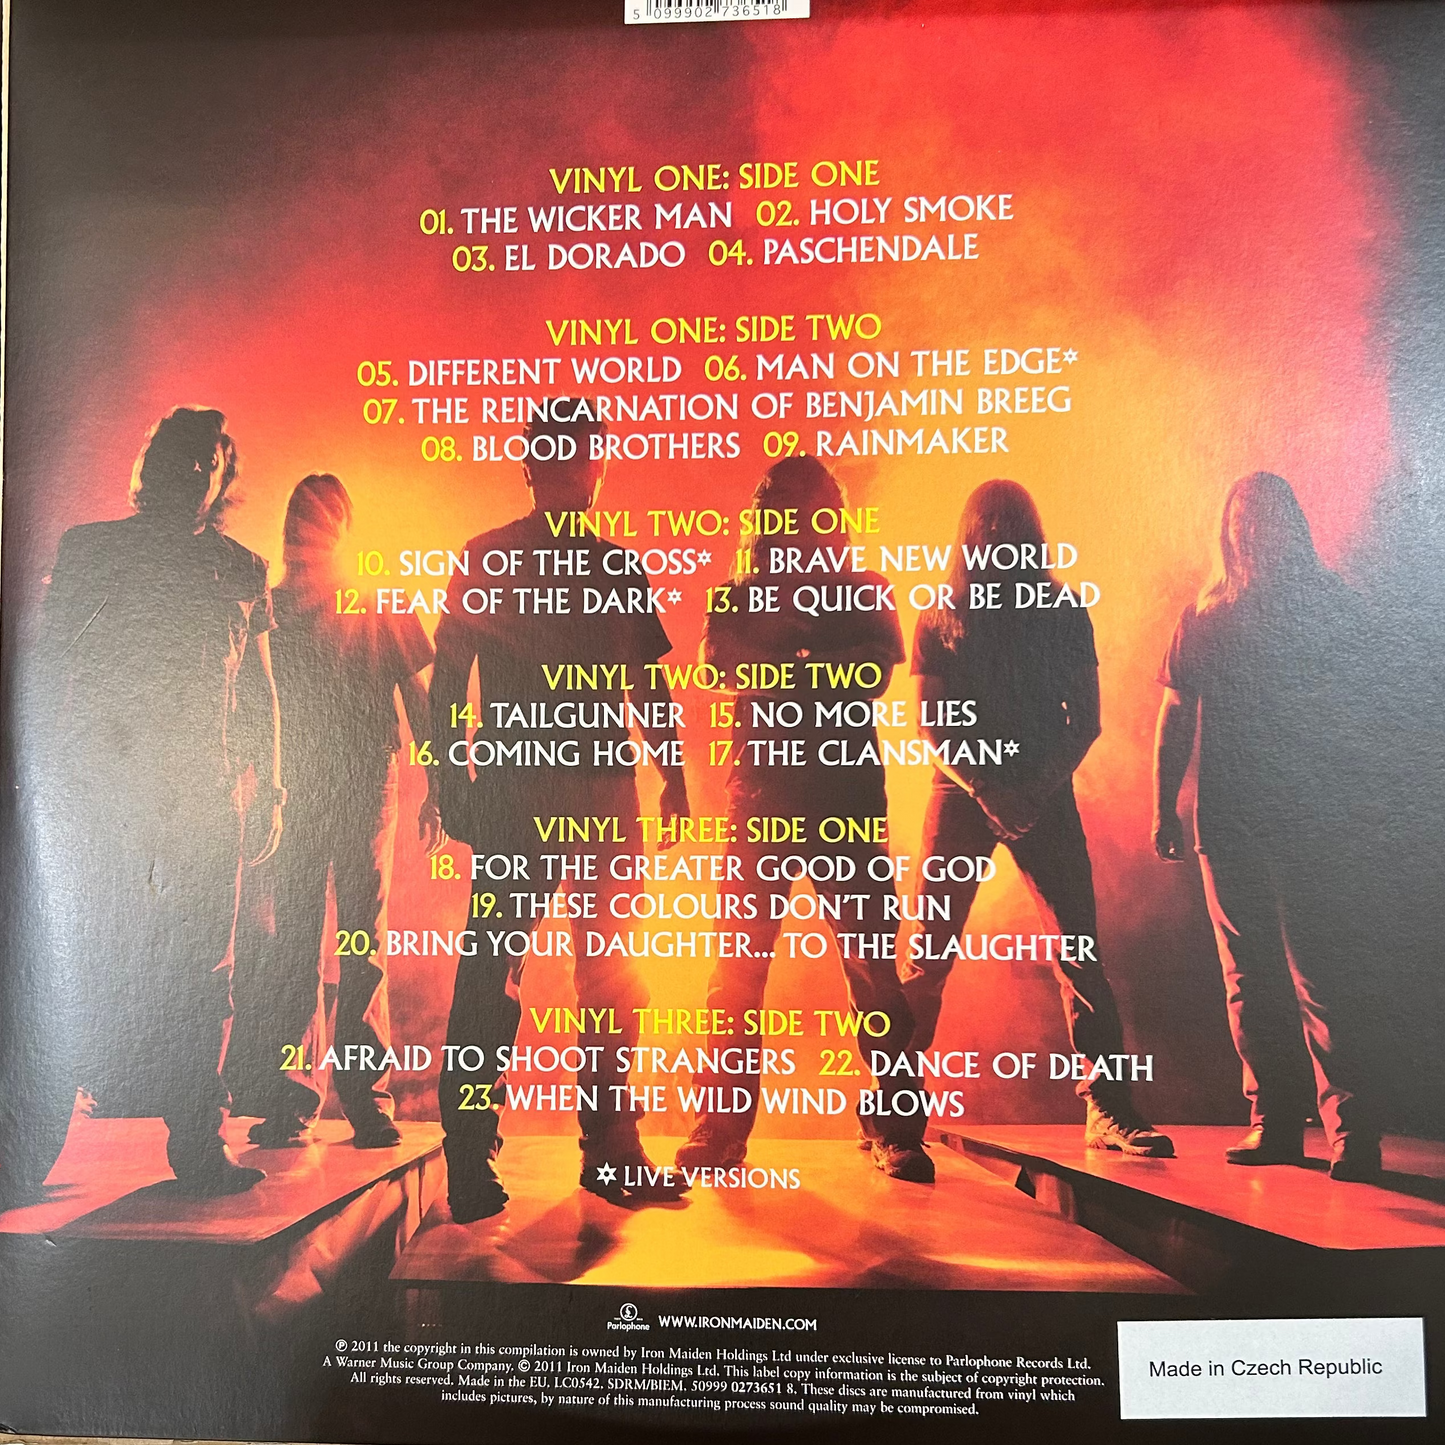 5 099902 736518
VINYL ONE: SIDE ONE
01. THE WICKER MAN 02. HOLY SMOKE
03. EL DORADO 04. PASCHENDALE
VINYL ONE: SIDE TWO
05. DIFFERENT WORLD 06. MAN ON THE EDGE✡
07. THE REINCARNATION OF BENJAMIN BREEG
08. BLOOD BROTHERS 09. RAINMAKER
VINYL TWO: SIDE ONE
10. SIGN OF THE CROSS✡ 11. BRAVE NEW WORLD
12. FEAR OF THE DARK✡ 13. BE QUICK OR BE DEAD
VINYL TWO: SIDE TWO
14. TAILGUNNER 15. NO MORE LIES
16. COMING HOME 17. THE CLANSMAN✡
VINYL THREE: SIDE ONE
18. FOR THE GREATER GOOD OF GOD
19. THESE COLOURS DON'T RUN
20. BRING YOUR DAUGHTER... TO THE SLAUGHTER
VINYL THREE: SIDE TWO
21. AFRAID TO SHOOT STRANGERS 22. DANCE OF DEATH
23. WHEN THE WILD WIND BLOWS
✡ LIVE VERSIONS
£
Parlophone WWW.IRONMAIDEN.COM
℗ 2011 the copyright in this compilation is owned by Iron Maiden Holdings Ltd under exclusive license to Parlophone Records Ltd.
A Warner Music Group Company. © 2011 Iron Maiden Holdings Ltd. This label copy information is the subject of copyright protection.
All rights reserved. Made in the EU. LC0542. SDRM/BIEM. 50999 0273651 8. These discs are manufactured from vinyl which
includes pictures, by nature of this manufacturing process sound quality may be compromised.
Made in Czech Republic